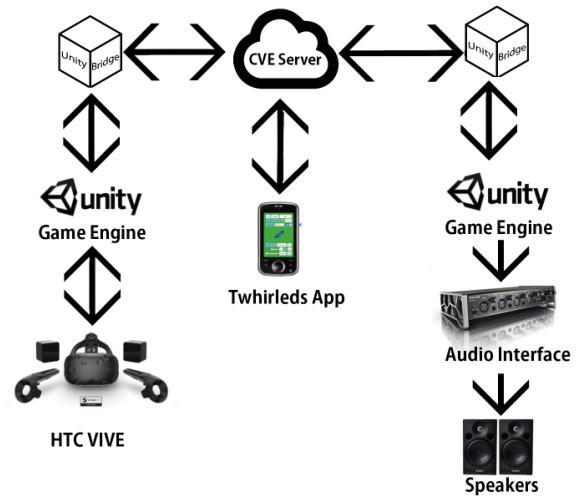 Unity Bridge
CVE Server
Unity Bridge
unity
Game Engine
unity
Game Engine
Twhirleds App
Audio Interface
HTC VIVE
Speakers